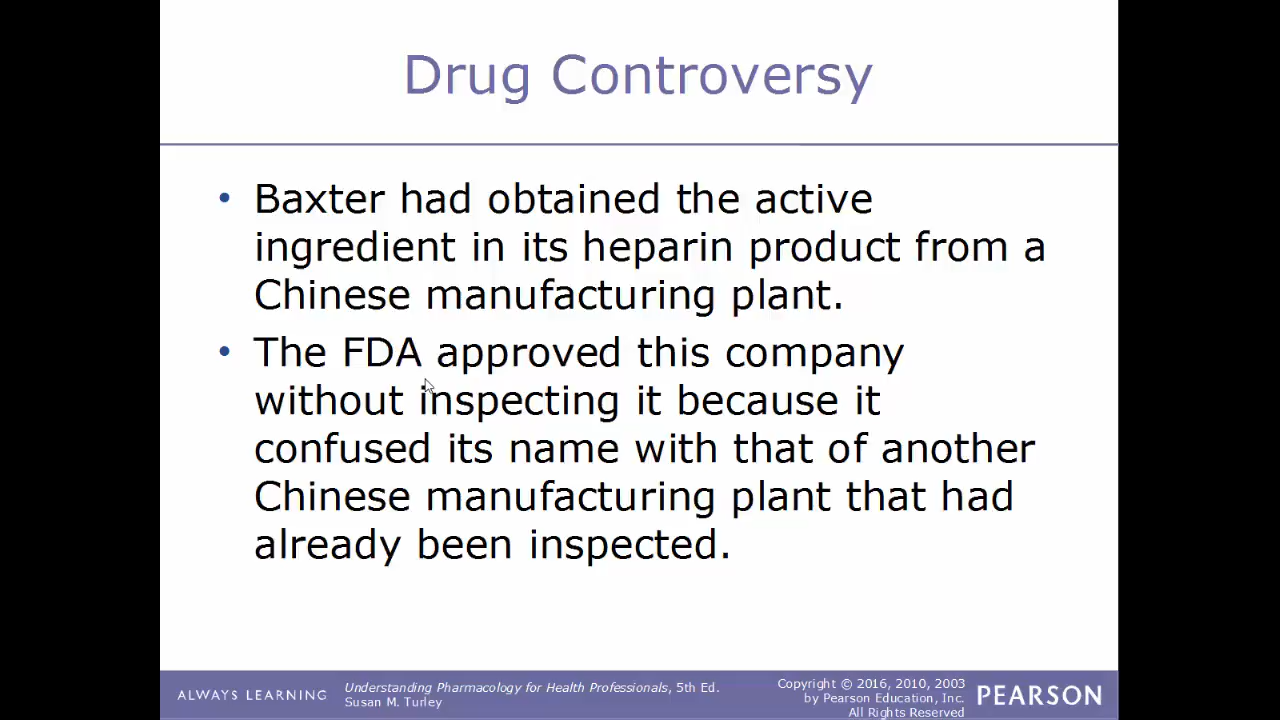 Drug Controversy
• Baxter had obtained the active
ingredient in its heparin product from a
Chinese manufacturing plant.
• The FDA approved this company
without inspecting it because it
confused its name with that of another
Chinese manufacturing plant that had
already been inspected.
ALWAYS LEARNING
Understanding Pharmacology for Health Professionals, 5th Ed.
Susan M. Turley
Copyright © 2016, 2010, 2003
by Pearson Education, Inc.
All Rights Reserved
PEARSON